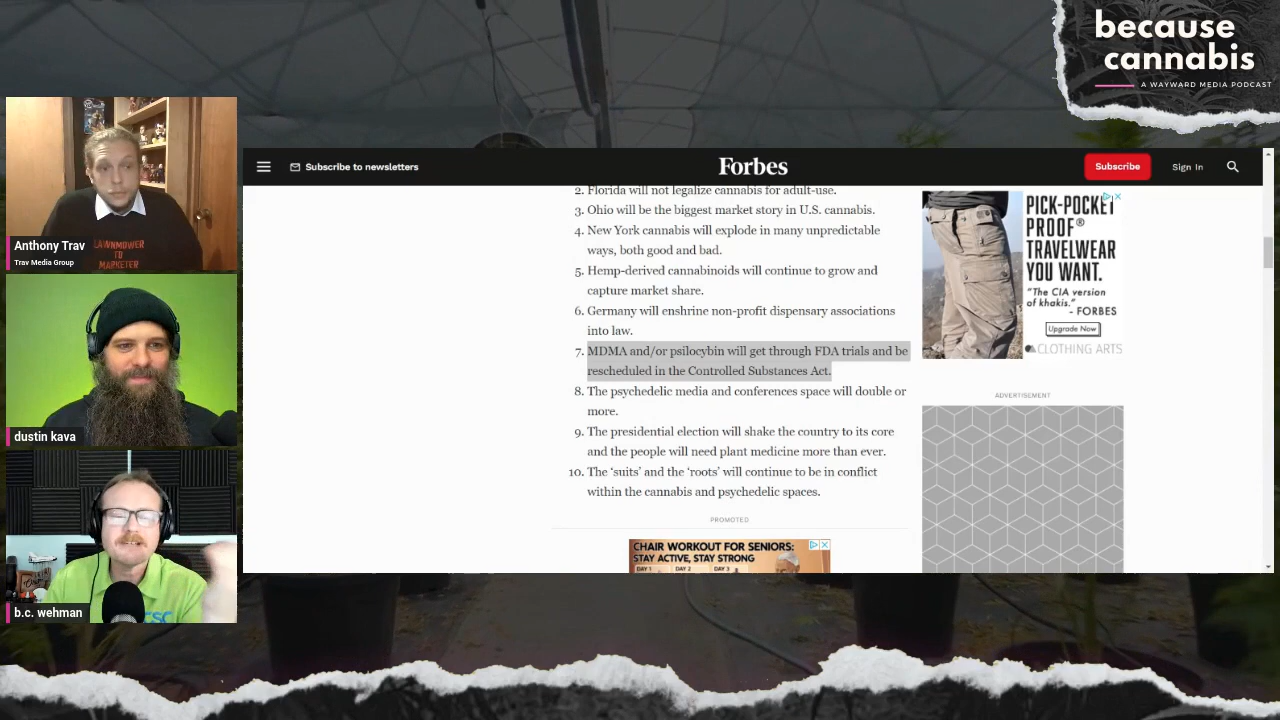 because
cannabis
A WAYWARD MEDIA PODCAST
Anthony Trav
Trav Media Group
LAWNMOWER
TO
MARKETER
dustin kava
b.c. wehman
Subscribe to newsletters
Forbes
Subscribe
Sign In
2. Florida will not legalize cannabis for adult-use.
3. Ohio will be the biggest market story in U.S. cannabis.
4. New York cannabis will explode in many unpredictable
ways, both good and bad.
5. Hemp-derived cannabinoids will continue to grow and
capture market share.
6. Germany will enshrine non-profit dispensary associations
into law.
7. MDMA and/or psilocybin will get through FDA trials and be
rescheduled in the Controlled Substances Act.
8. The psychedelic media and conferences space will double or
more.
9. The presidential election will shake the country to its core
and the people will need plant medicine more than ever.
10. The ‘suits’ and the ‘roots’ will continue to be in conflict
within the cannabis and psychedelic spaces.
PROMOTED
CHAIR WORKOUT FOR SENIORS:
STAY ACTIVE, STAY STRONG
DAY 1 DAY 2 DAY 3
PICK-POCKET
PROOF®
TRAVELWEAR
YOU WANT.
"The CIA version
of khakis."
- FORBES
Upgrade Now
CLOTHING ARTS
ADVERTISEMENT